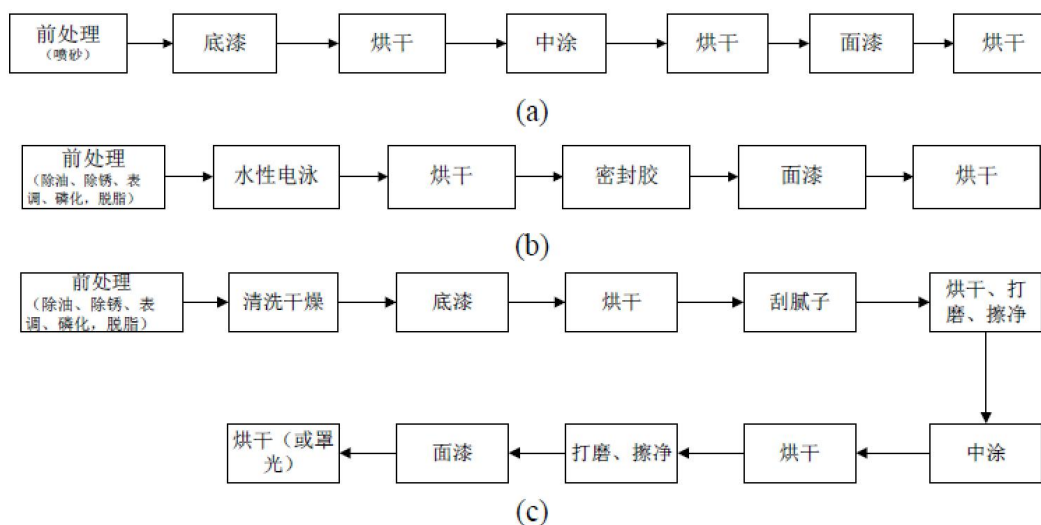 前处理
（喷砂）
底漆
烘干
中涂
烘干
面漆
烘干
(a)
前处理
（除油、除锈、表
调、磷化，脱脂）
水性电泳
烘干
密封胶
面漆
烘干
(b)
前处理
（除油、除锈、表
调、磷化，脱脂）
清洗干燥
底漆
烘干
刮腻子
烘干、打
磨、擦净
中涂
烘干
打磨、擦净
面漆
烘干（或罩
光）
(c)